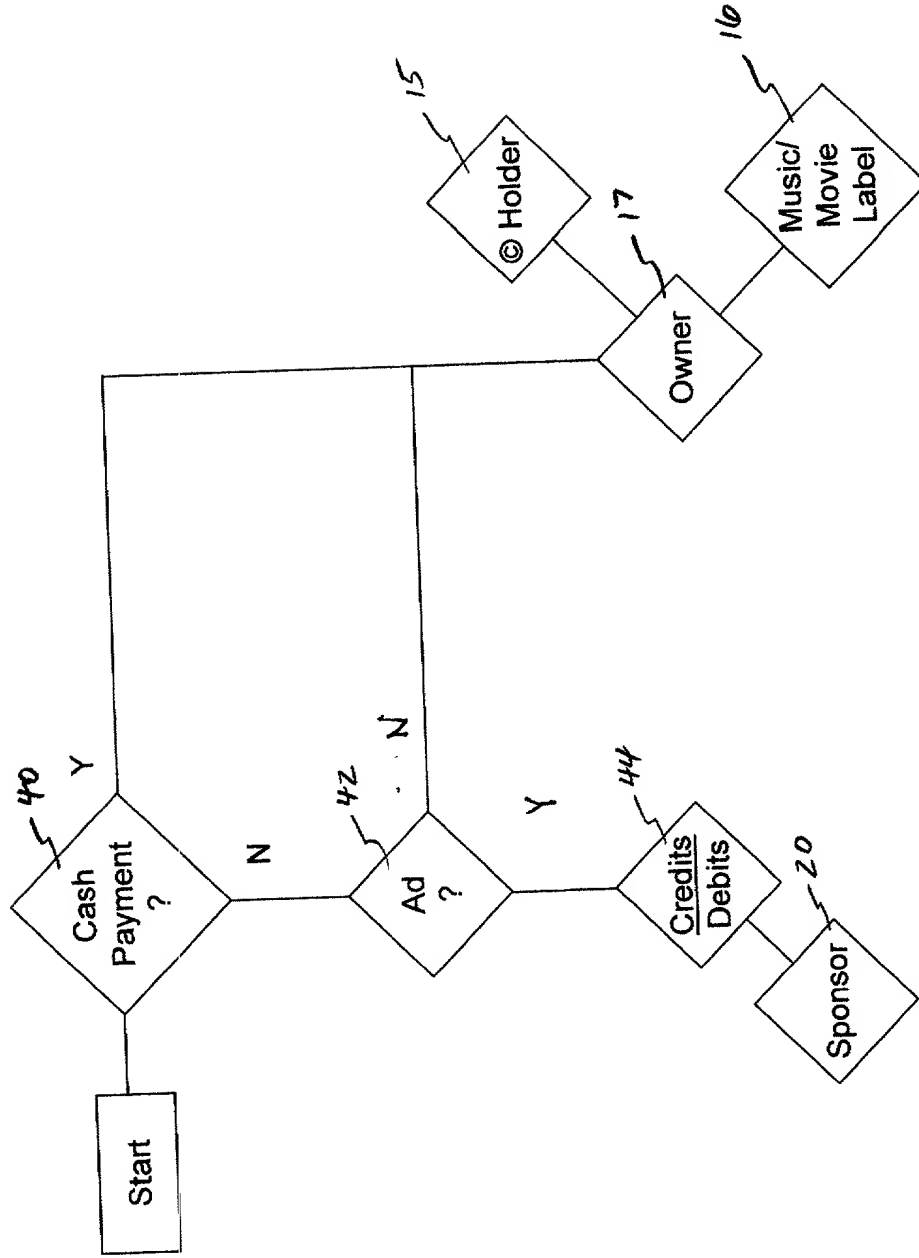 Start
Cash
Payment
?
40
Y
N
Ad
?
42
N
Y
Credits
Debits
44
Sponsor
20
Owner
17
© Holder
15
Music/
Movie
Label
16